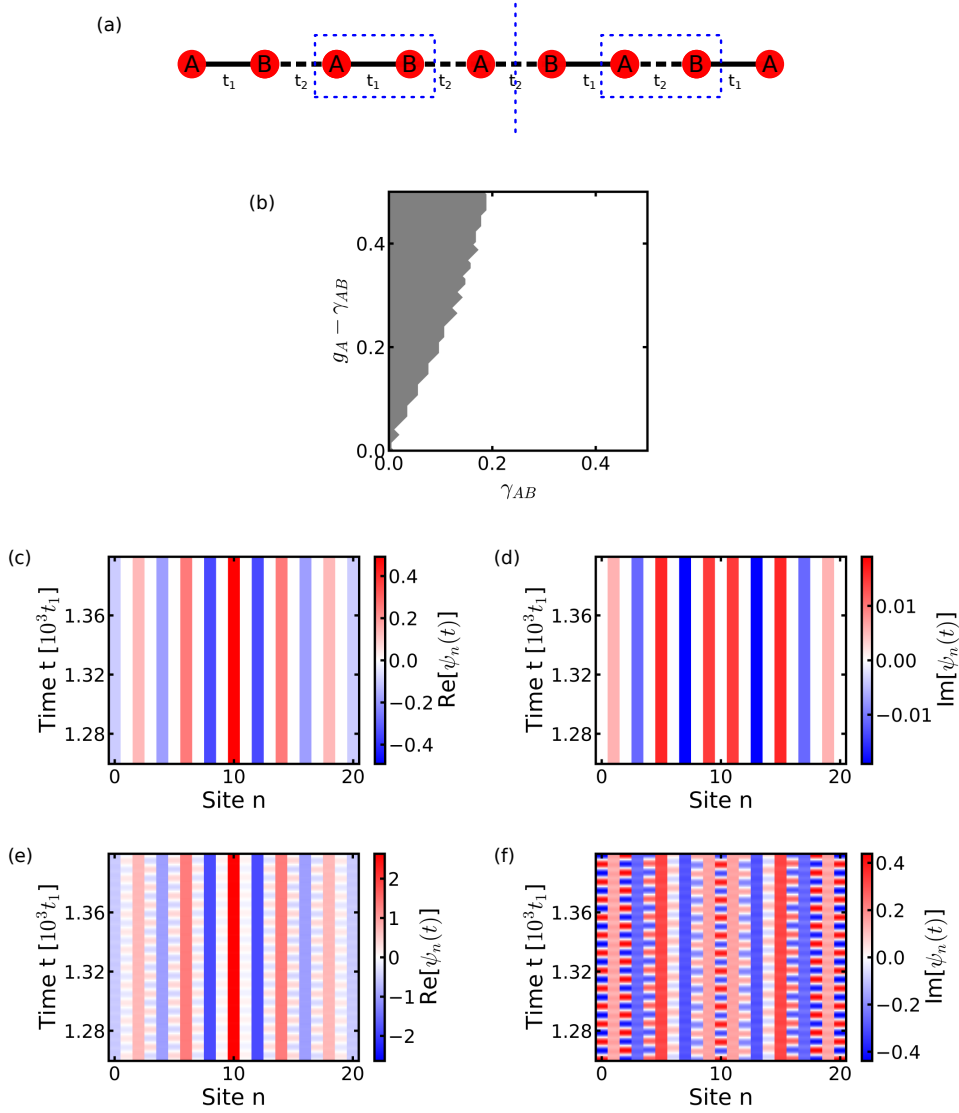 (a)
A B A B A B A B A
t₁ t₂ t₁ t₂ t₂ t₁ t₂ t₁
(b)
g_A − γ_AB
0.4
0.2
0.0
0.0 0.2 0.4
γ_AB
(c)
Time t [10³t₁]
1.36
1.32
1.28
0 10 20
Site n
0.4
0.2
0.0
−0.2
−0.4
Re[ψₙ(t)]
(d)
Time t [10³t₁]
1.36
1.32
1.28
0 10 20
Site n
0.01
0.00
−0.01
Im[ψₙ(t)]
(e)
Time t [10³t₁]
1.36
1.32
1.28
0 10 20
Site n
2
1
0
−1
−2
Re[ψₙ(t)]
(f)
Time t [10³t₁]
1.36
1.32
1.28
0 10 20
Site n
0.4
0.2
0.0
−0.2
−0.4
Im[ψₙ(t)]